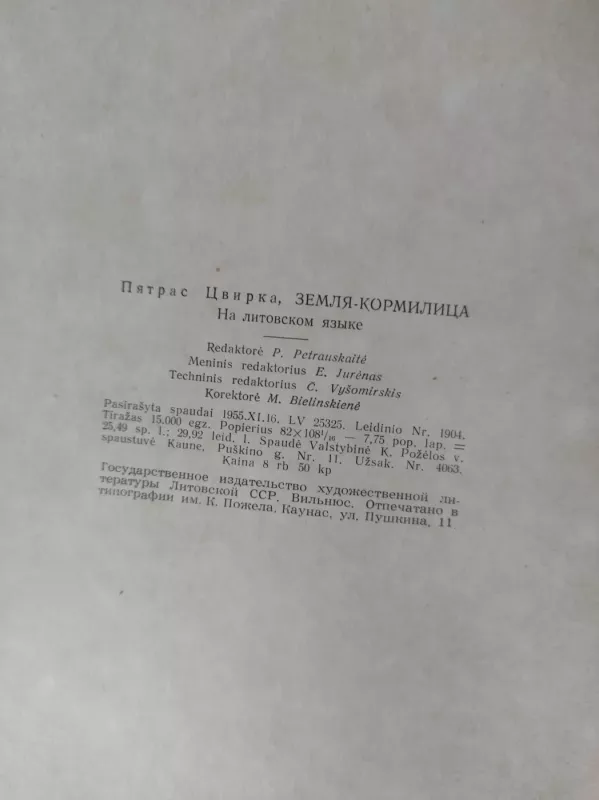 Пятрас Цвирка, ЗЕМЛЯ-КОРМИЛИЦА
На литовском языке
Redaktorė P. Petrauskaitė
Meninis redaktorius E. Jurėnas
Techninis redaktorius Č. Vyšomirskis
Korektorė M. Bielinskienė
Pasirašyta spaudai 1955.XI.16. LV 25325. Leidinio Nr. 1904.
Tiražas 15.000 egz. Popierius 82×108¹/₁₆ — 7,75 pop. lap. =
25,49 sp. l.; 29,92 leid. l. Spaudė Valstybinė K. Požėlos v.
spaustuvė Kaune, Puškino g. Nr. 11. Užsak. Nr. 4063.
Kaina 8 rb 50 kp
Государственное издательство художественной ли-
тературы Литовской ССР. Вильнюс. Отпечатано в
типографии им. К. Пожела, Каунас, ул. Пушкина, 11